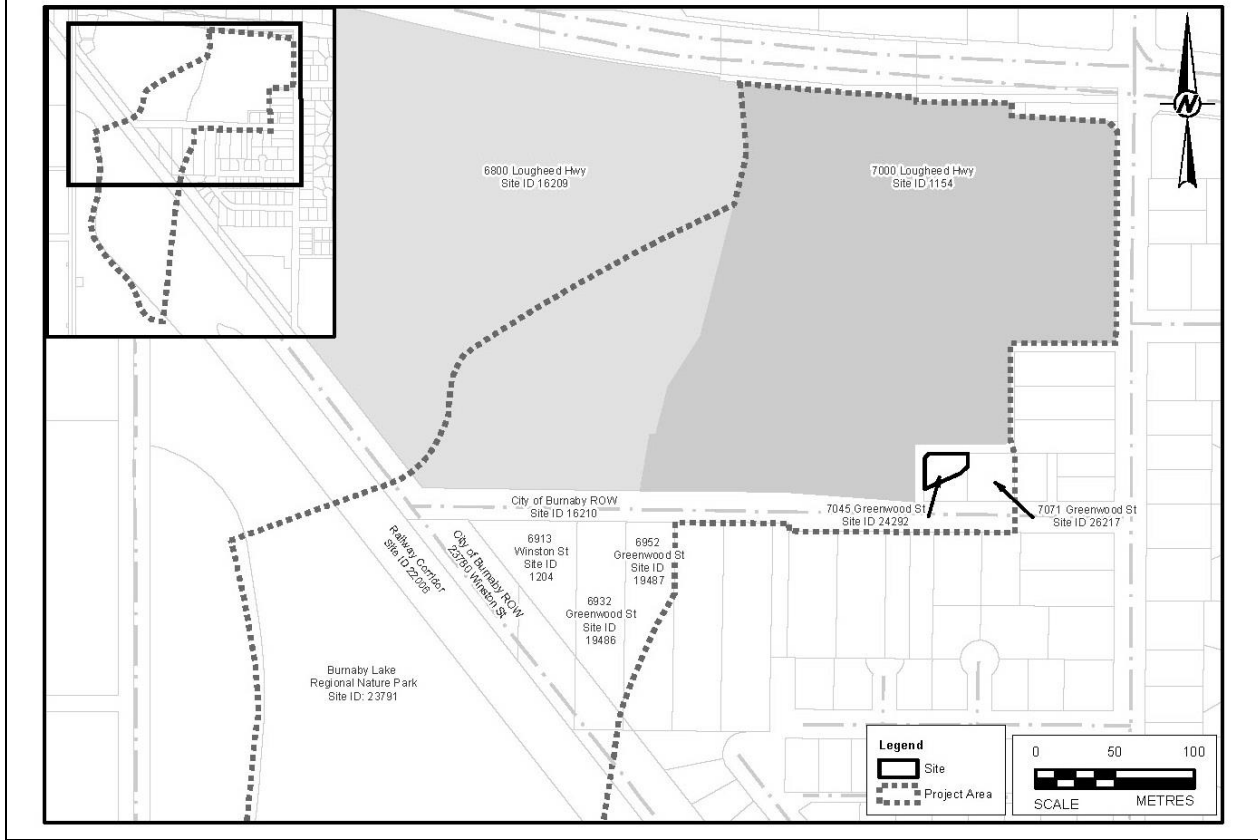 N
6800 Lougheed Hwy
Site ID 16209
7000 Lougheed Hwy
Site ID 1154
City of Burnaby ROW
Site ID 16210
7045 Greenwood St
Site ID 24292
7071 Greenwood St
Site ID 26217
Railway Corridor
Site ID 22006
City of Burnaby ROW
23780 Winston St
6913
Winston St
Site ID
1204
6952
Greenwood St
Site ID
19487
6932
Greenwood St
Site ID
19486
Burnaby Lake
Regional Nature Park
Site ID: 23791
Legend
Site
Project Area
0 50 100
SCALE METRES